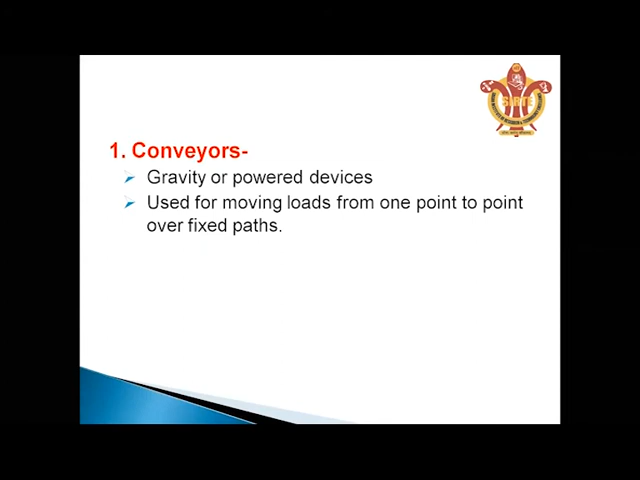 1. Conveyors-
Gravity or powered devices
Used for moving loads from one point to point
over fixed paths.